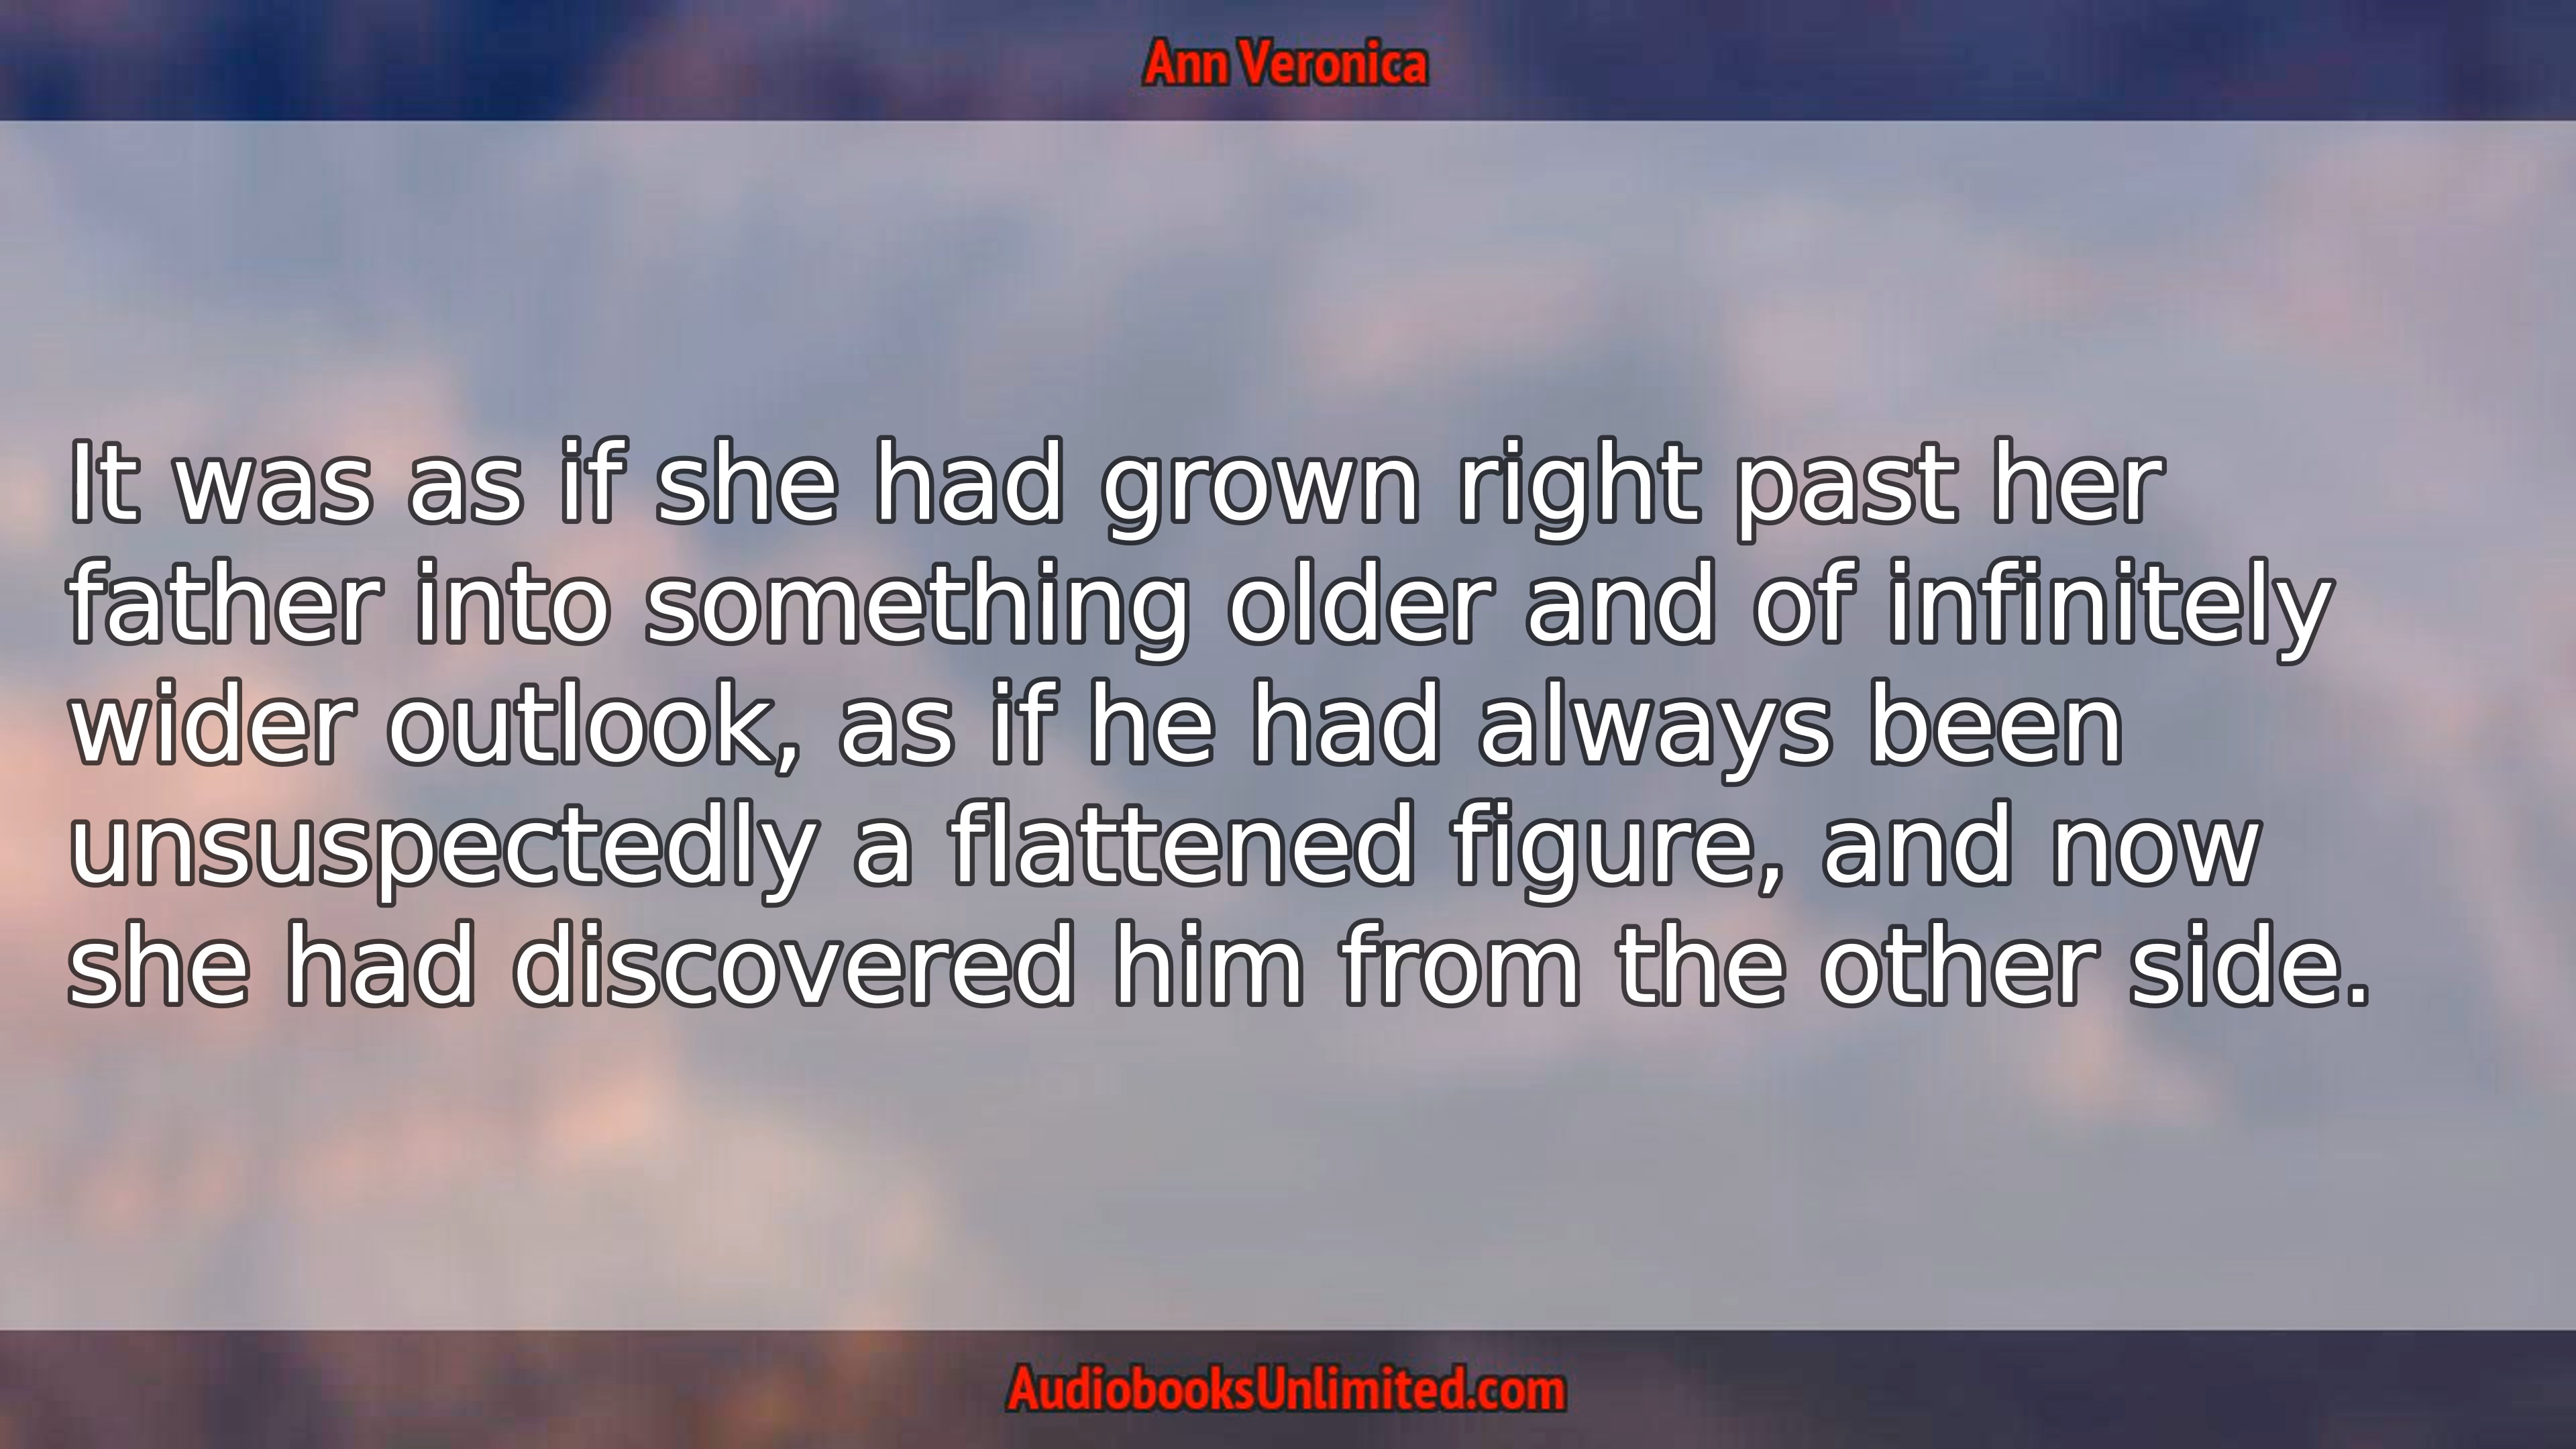 Ann Veronica
It was as if she had grown right past her
father into something older and of infinitely
wider outlook, as if he had always been
unsuspectedly a flattened figure, and now
she had discovered him from the other side.
AudiobooksUnlimited.com